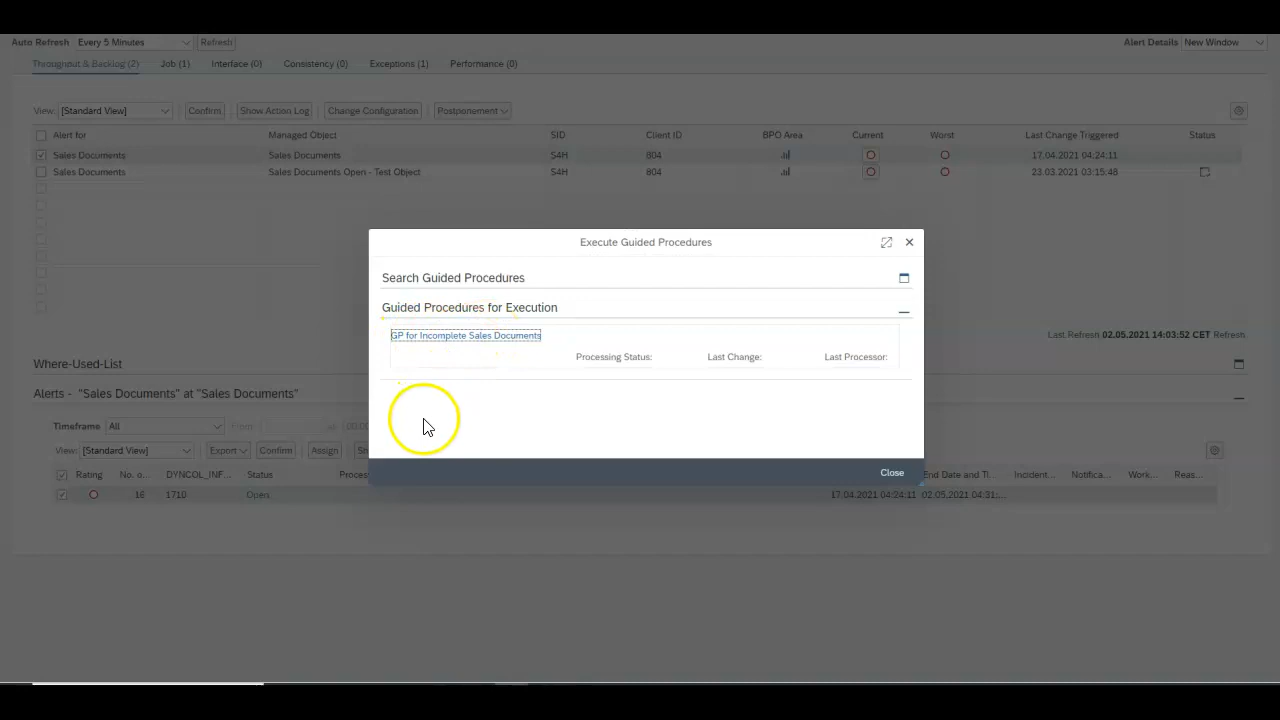 Auto Refresh Every 5 Minutes Refresh Alert Details New Window
Throughput & Backlog (2) Job (1) Interface (0) Consistency (0) Exceptions (1) Performance (0)
View: [Standard View] Confirm Show Action Log Change Configuration Postponement
Alert for Managed Object SID Client ID BPO Area Current Worst Last Change Triggered Status
Sales Documents Sales Documents S4H 804 17.04.2021 04:24:11
Sales Documents Sales Documents Open - Test Object S4H 804 23.03.2021 03:15:48
Execute Guided Procedures
Search Guided Procedures
Guided Procedures for Execution
GP for Incomplete Sales Documents
Processing Status: Last Change: Last Processor:
Close
Last Refresh 02.05.2021 14:03:52 CET Refresh
Where-Used-List
Alerts - "Sales Documents" at "Sales Documents"
Timeframe All From: at
View: [Standard View] Export Confirm Assign
Rating No. o... DYNCOL_INF... Status Proce End Date and Ti... Incident... Notifica... Work... Reas...
16 1710 Open 17.04.2021 04:24:11 02.05.2021 04:31:...